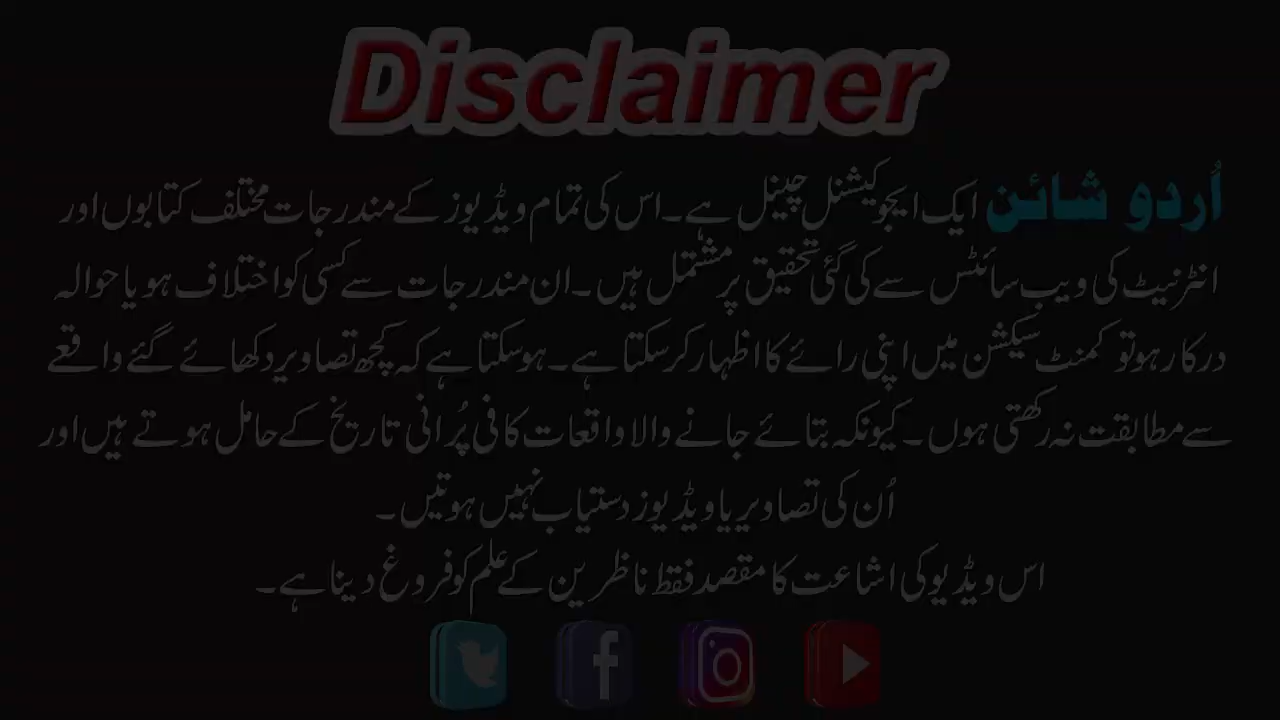 Disclaimer
اُردو شائن ایک ایجوکیشنل چینل ہے۔ اس کی تمام ویڈیوز کے مندرجات مختلف کتابوں اور
انٹرنیٹ کی ویب سائٹس سے کی گئی تحقیق پر مشتمل ہیں۔ ان مندرجات سے کسی کو اختلاف ہو یا حوالہ
درکار ہو تو کمنٹ سیکشن میں اپنی رائے کا اظہار کر سکتا ہے۔ ہو سکتا ہے کہ کچھ تصاویر دکھائے گئے واقعے
سے مطابقت نہ رکھتی ہوں۔ کیونکہ بتائے جانے والا واقعات کافی پُرانی تاریخ کے حامل ہوتے ہیں اور
اُن کی تصاویر یا ویڈیوز دستیاب نہیں ہوتیں۔
اس ویڈیو کی اشاعت کا مقصد فقط ناظرین کے علم کو فروغ دینا ہے۔